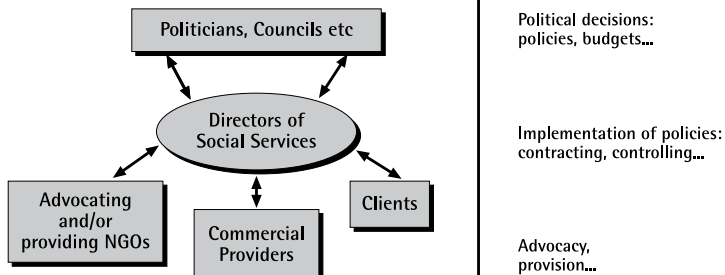 Politicians, Councils etc
Political decisions:
policies, budgets...
Directors of
Social Services
Implementation of policies:
contracting, controlling...
Advocating
and/or
providing NGOs
Commercial
Providers
Clients
Advocacy,
provision...